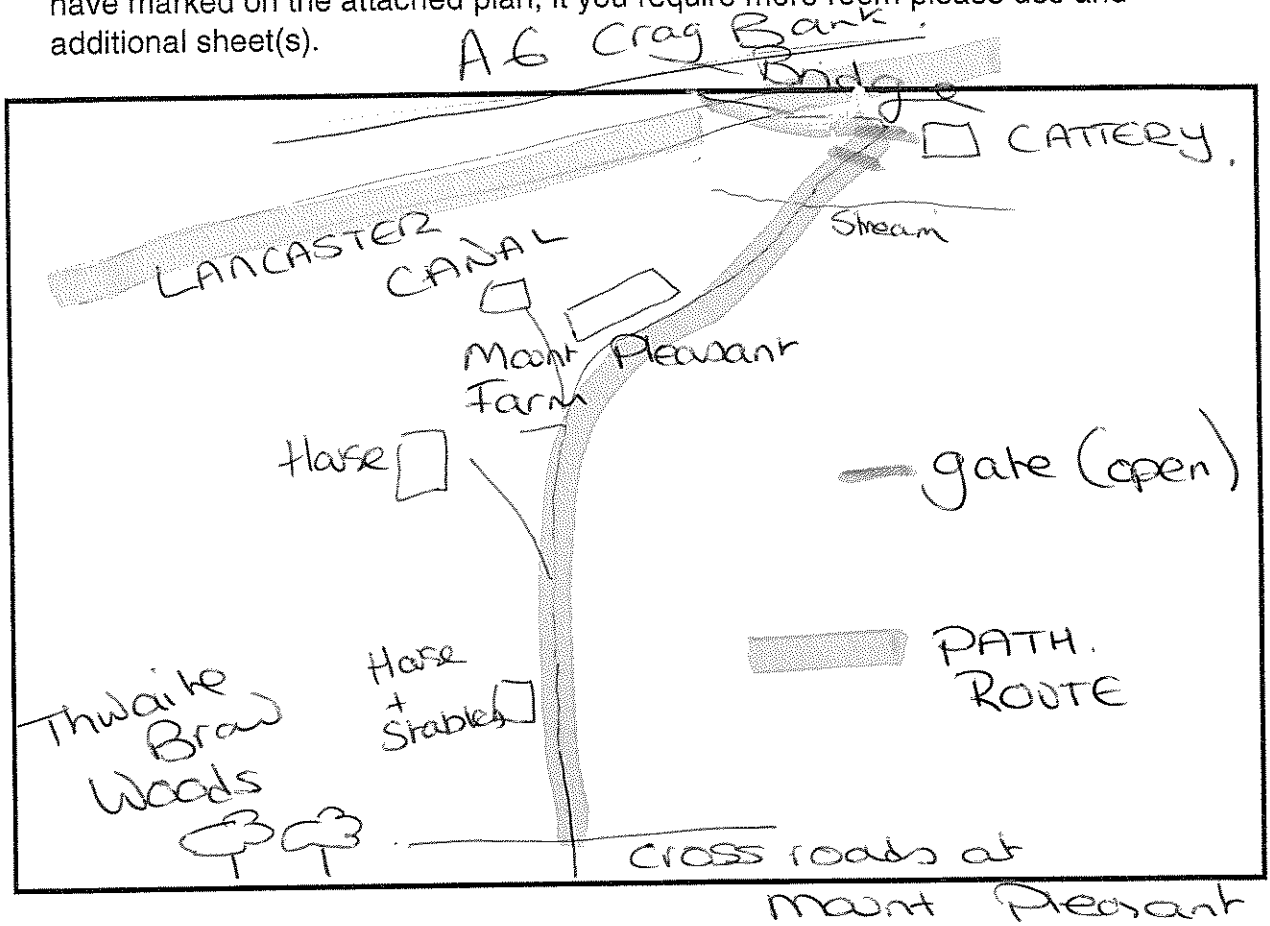 have marked on the attached plan, if you require more room please use and
additional sheet(s).
A6 Crag Bank.
Bridge
CATTERY.
Stream
LANCASTER
CANAL
Mount Pleasant
Farm
House
gate (open)
PATH.
ROUTE
House
+
Stables
Thwaite
Brow
Woods
Cross roads at
Mount Pleasant